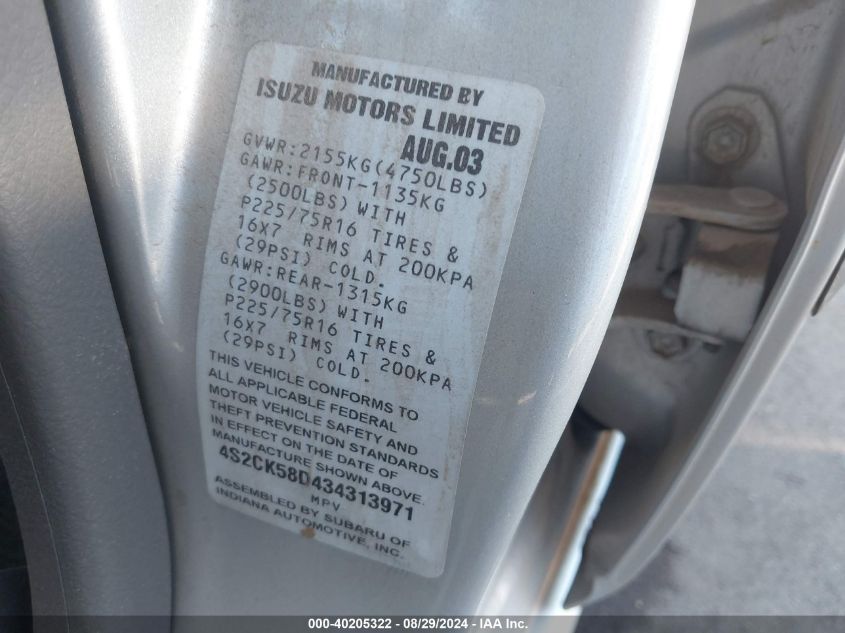 MANUFACTURED BY
ISUZU MOTORS LIMITED
AUG.03
GVWR:2155KG(4750LBS)
GAWR:FRONT-1135KG
(2500LBS) WITH
P225/75R16 TIRES &
16X7 RIMS AT 200KPA
(29PSI) COLD.
GAWR:REAR-1315KG
(2900LBS) WITH
P225/75R16 TIRES &
16X7 RIMS AT 200KPA
(29PSI) COLD.
THIS VEHICLE CONFORMS TO
ALL APPLICABLE FEDERAL
MOTOR VEHICLE SAFETY AND
THEFT PREVENTION STANDARDS
IN EFFECT ON THE DATE OF
MANUFACTURE SHOWN ABOVE.
4S2CK58D434313971
MPV
ASSEMBLED BY SUBARU OF
INDIANA AUTOMOTIVE, INC.
000-40205322 - 08/29/2024 - IAA Inc.